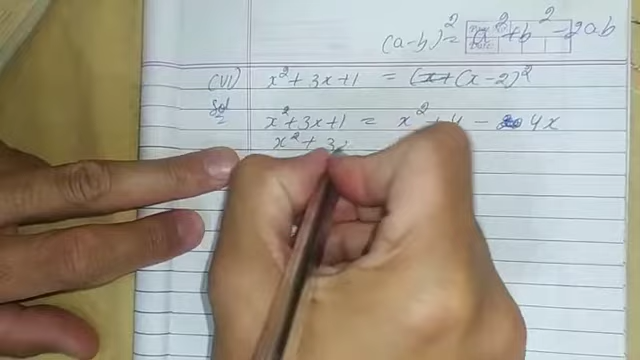 (a-b)² = a² + b² - 2ab
(VI) x² + 3x + 1 = (x - 2)²
Sol
x² + 3x + 1 = x² + 4 - 4x
x² + 3